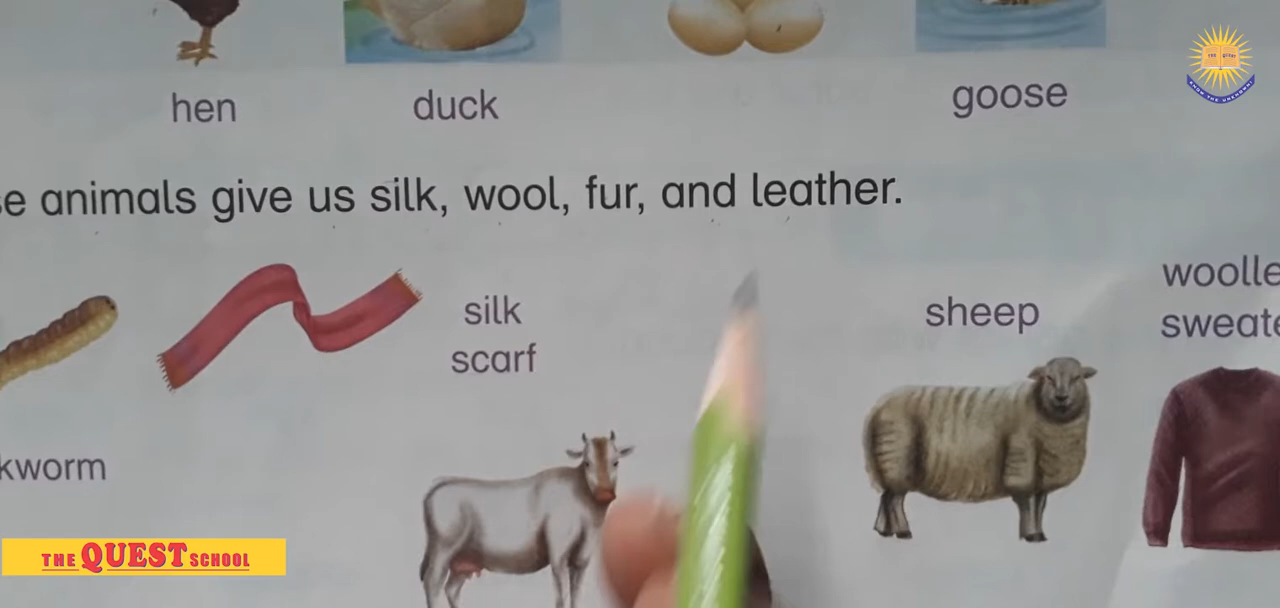 hen duck goose
se animals give us silk, wool, fur, and leather.
silk
scarf
sheep
woolle
sweate
kworm
THE QUEST SCHOOL